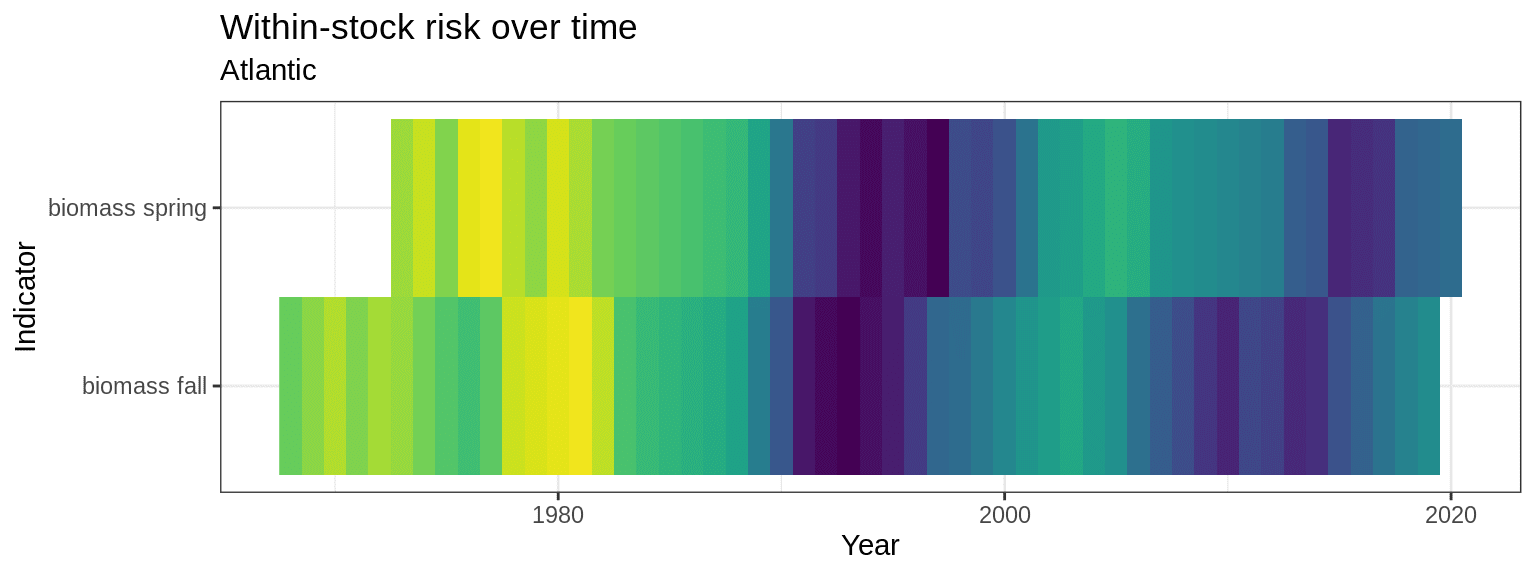 Within-stock risk over time
Atlantic
Indicator
biomass spring
biomass fall
1980
2000
2020
Year